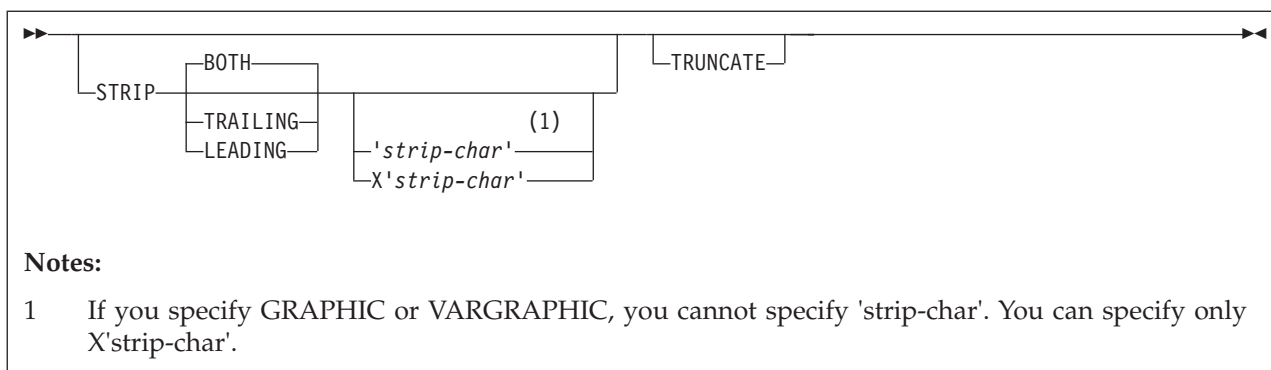 BOTH
TRUNCATE
STRIP
TRAILING
(1)
LEADING
'strip-char'
X'strip-char'
Notes:
1 If you specify GRAPHIC or VARGRAPHIC, you cannot specify 'strip-char'. You can specify only
X'strip-char'.